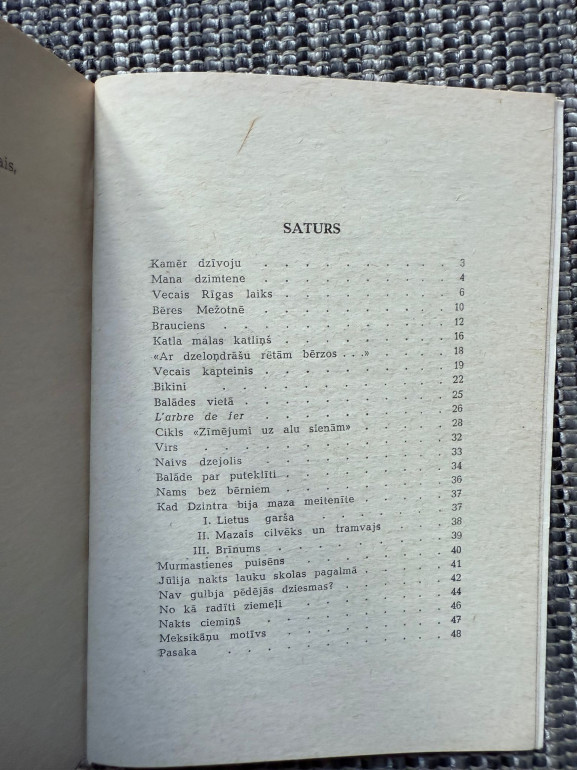 ais,
SATURS
Kamēr dzīvoju . . . . . . . . . 3
Mana dzimtene . . . . . . . . . 4
Vecais Rīgas laiks . . . . . . . . 6
Bēres Mežotnē . . . . . . . . . 10
Brauciens . . . . . . . . . . 12
Katla mālas katliņš . . . . . . . . 16
«Ar dzeloņdrāšu rētām bērzos . . .» . . . . 18
Vecais kapteinis . . . . . . . . . 19
Bikini . . . . . . . . . . 22
Balādes vietā . . . . . . . . . 25
L'arbre de fer . . . . . . . . . 26
Cikls «Zīmējumi uz alu sienām» . . . . . 28
Vīrs . . . . . . . . . . 32
Naivs dzejolis . . . . . . . . . 33
Balāde par puteklīti . . . . . . . . 34
Nams bez bērniem . . . . . . . . 36
Kad Dzintra bija maza meitenīte . . . . . 37
I. Lietus garša . . . . . . . . 37
II. Mazais cilvēks un tramvajs . . . . 38
III. Brīnums . . . . . . . . . 39
Murmastienes puisēns . . . . . . . 40
Jūlija nakts lauku skolas pagalmā . . . . . 41
Nav gulbja pēdējās dziesmas? . . . . . . 42
No kā radīti ziemeļi . . . . . . . . 44
Nakts ciemiņš . . . . . . . . . 46
Meksikāņu motīvs . . . . . . . . 47
Pasaka . . . . . . . . . . 48